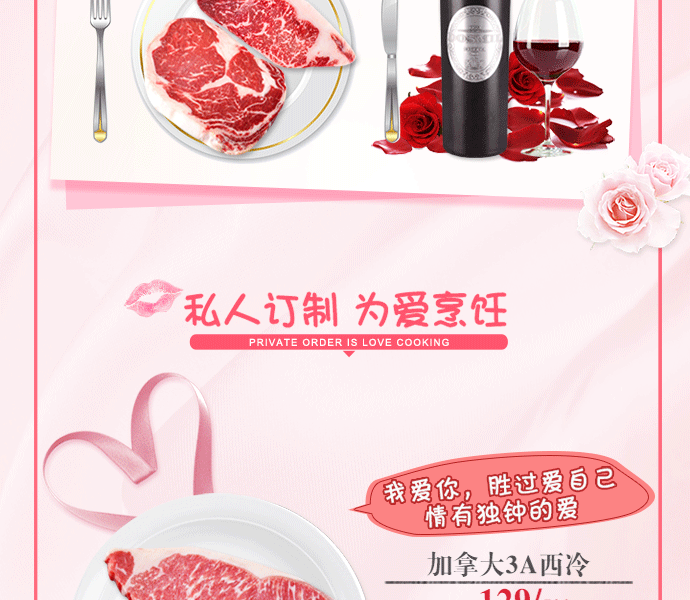 私人订制 为爱烹饪
PRIVATE ORDER IS LOVE COOKING
我爱你，胜过爱自己
情有独钟的爱
加拿大3A西冷
129/